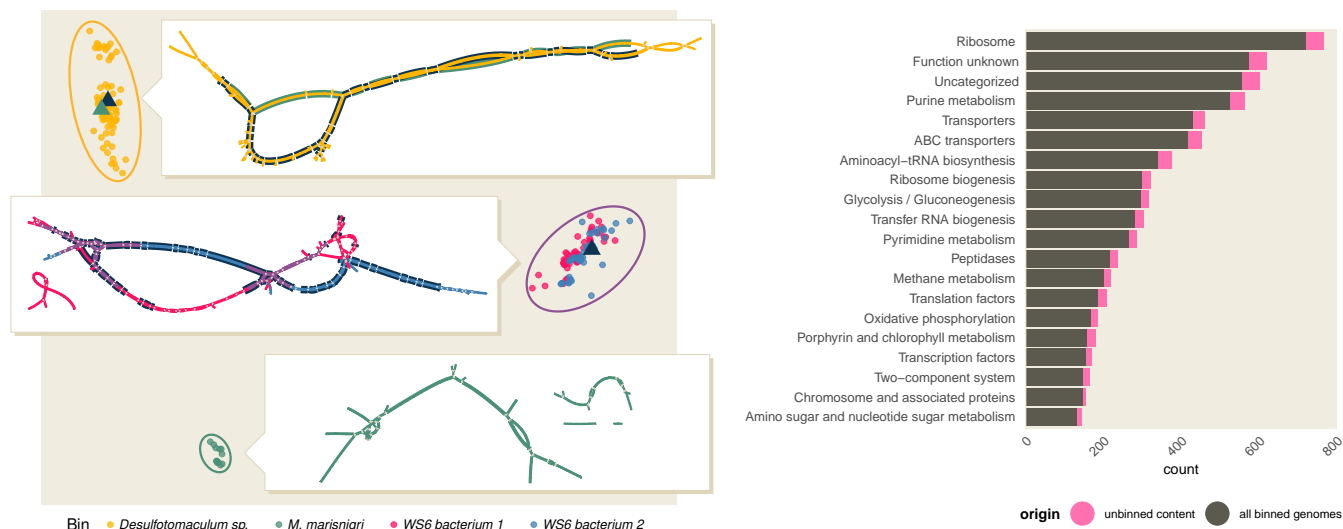 Ribosome
Function unknown
Uncategorized
Purine metabolism
Transporters
ABC transporters
Aminoacyl−tRNA biosynthesis
Ribosome biogenesis
Glycolysis / Gluconeogenesis
Transfer RNA biogenesis
Pyrimidine metabolism
Peptidases
Methane metabolism
Translation factors
Oxidative phosphorylation
Porphyrin and chlorophyll metabolism
Transcription factors
Two−component system
Chromosome and associated proteins
Amino sugar and nucleotide sugar metabolism
0 200 400 600 800
count
origin unbinned content all binned genomes
Bin Desulfotomaculum sp. M. marisnigri WS6 bacterium 1 WS6 bacterium 2